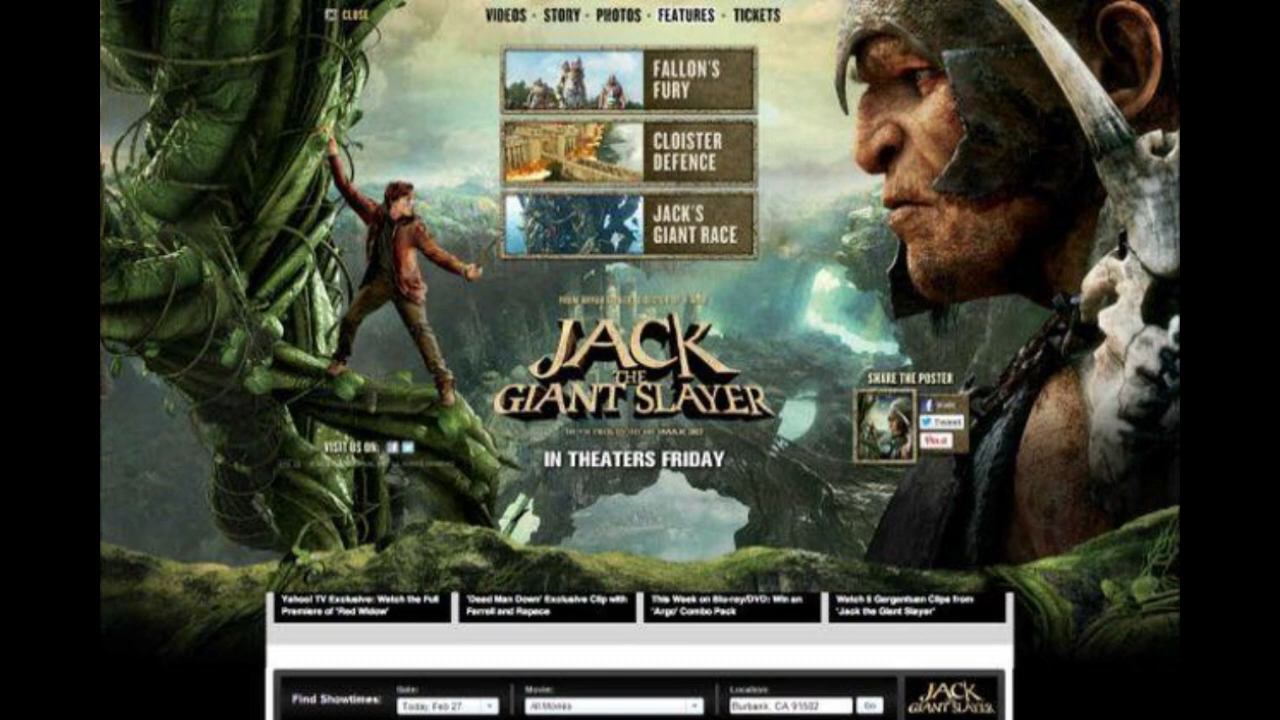 CLOSE
VIDEOS · STORY · PHOTOS · FEATURES · TICKETS
FALLON'S
FURY
CLOISTER
DEFENCE
JACK'S
GIANT RACE
JACK
THE
GIANT SLAYER
IN THEATERS FRIDAY
SHARE THE POSTER
Tweet
Pin it
VISIT US ON:
Yahoo! TV Exclusive: Watch the Full
Premiere of 'Red Widow'
'Dead Man Down' Exclusive Clip with
Farrell and Rapace
This Week on Blu-ray/DVD: Win an
'Argo' Combo Pack
Watch 5 Gargantuan Clips from
'Jack the Giant Slayer'
Find Showtimes:
Date:
Today, Feb 27
Movie:
All Movies
Location:
Burbank, CA 91502
Go
JACK
GIANT SLAYER